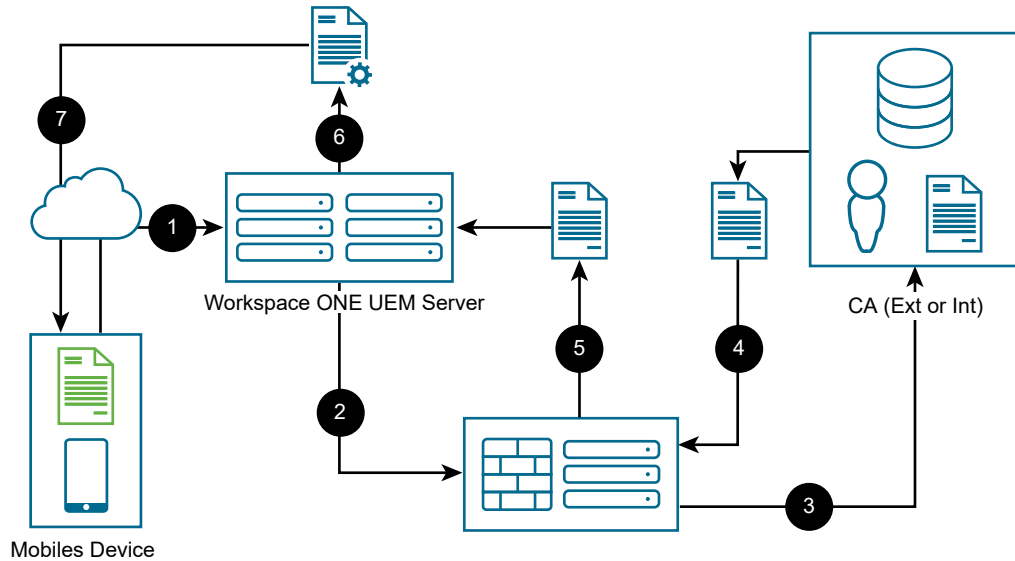 7
6
1
Workspace ONE UEM Server
CA (Ext or Int)
5
4
2
3
Mobiles Device